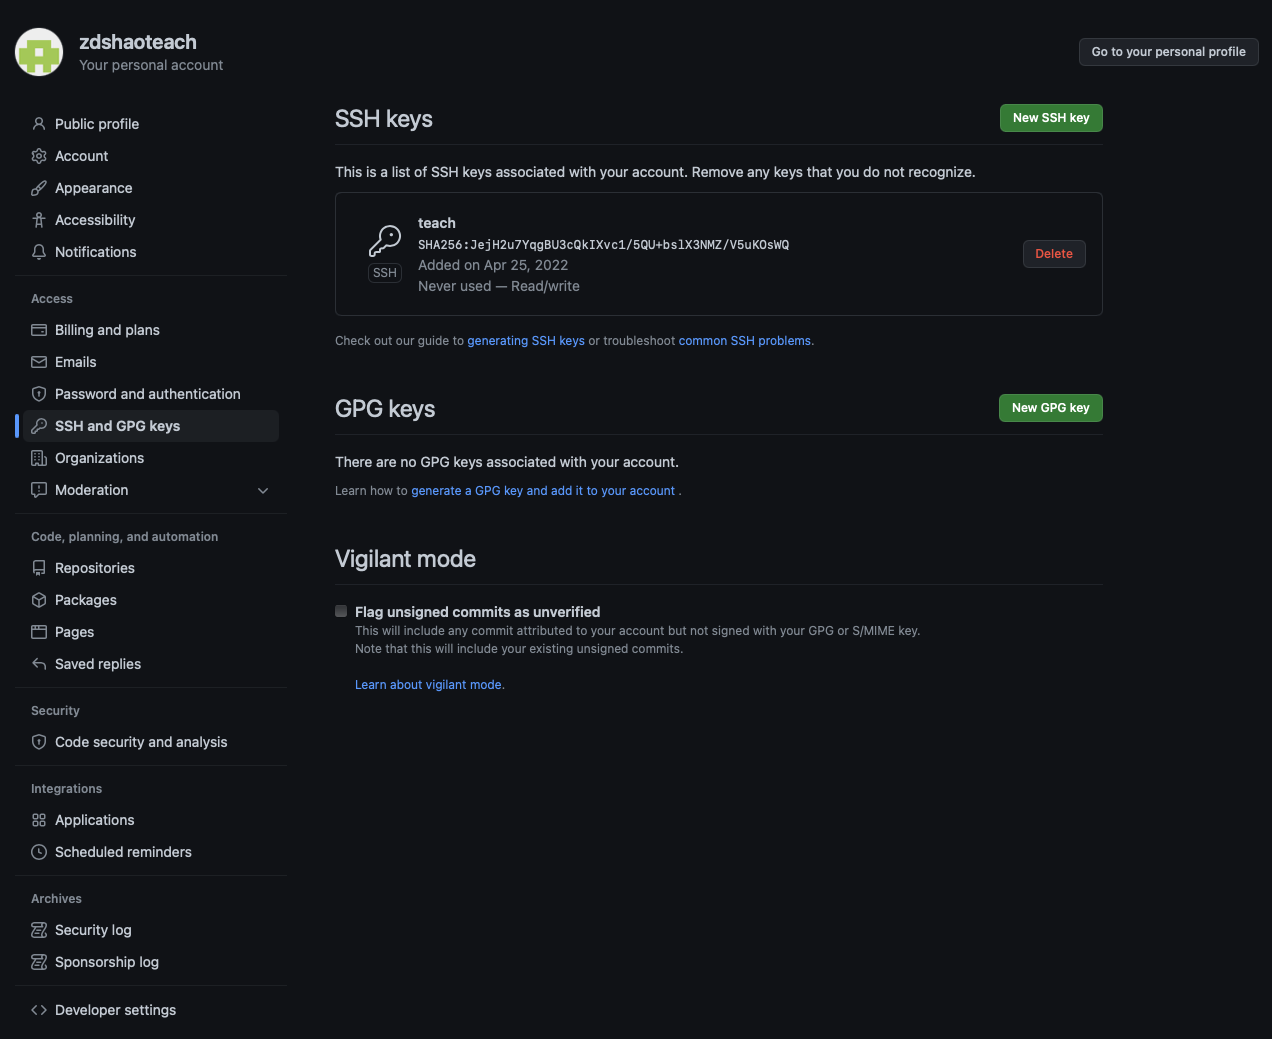 zdshaoteach
Your personal account
Go to your personal profile
Public profile
Account
Appearance
Accessibility
Notifications
Access
Billing and plans
Emails
Password and authentication
SSH and GPG keys
Organizations
Moderation
Code, planning, and automation
Repositories
Packages
Pages
Saved replies
Security
Code security and analysis
Integrations
Applications
Scheduled reminders
Archives
Security log
Sponsorship log
Developer settings
SSH keys
New SSH key
This is a list of SSH keys associated with your account. Remove any keys that you do not recognize.
SSH
teach
SHA256:JejH2u7YqgBU3cQkIXvc1/5QU+bslX3NMZ/V5uKOsWQ
Added on Apr 25, 2022
Never used — Read/write
Delete
Check out our guide to generating SSH keys or troubleshoot common SSH problems.
GPG keys
New GPG key
There are no GPG keys associated with your account.
Learn how to generate a GPG key and add it to your account .
Vigilant mode
Flag unsigned commits as unverified
This will include any commit attributed to your account but not signed with your GPG or S/MIME key.
Note that this will include your existing unsigned commits.
Learn about vigilant mode.